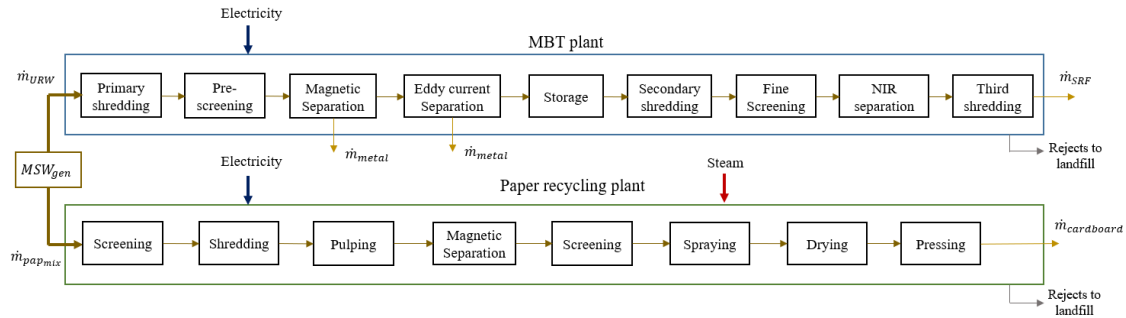 Electricity
MBT plant
ṁ_URW
Primary
shredding
Pre-
screening
Magnetic
Separation
Eddy current
Separation
Storage
Secondary
shredding
Fine
Screening
NIR
separation
Third
shredding
ṁ_SRF
ṁ_metal
ṁ_metal
Rejects to
landfill
MSW_gen
Electricity
Steam
Paper recycling plant
ṁ_pap_mix
Screening
Shredding
Pulping
Magnetic
Separation
Screening
Spraying
Drying
Pressing
ṁ_cardboard
Rejects to
landfill